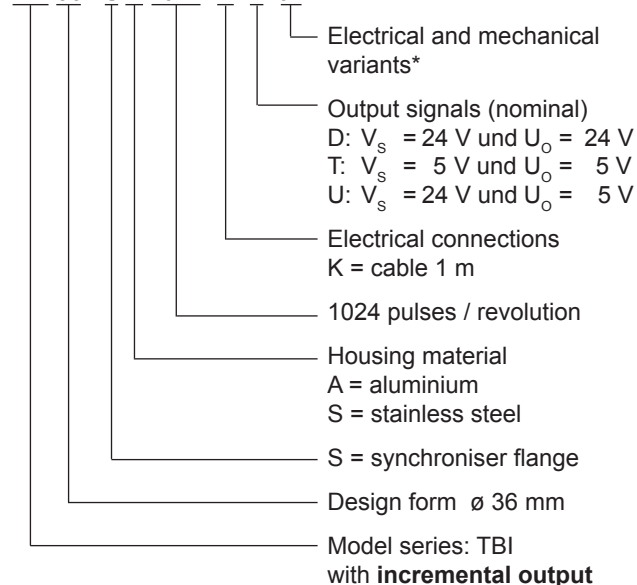 Electrical and mechanical
variants*
Output signals (nominal)
D: VS = 24 V und UO = 24 V
T: VS = 5 V und UO = 5 V
U: VS = 24 V und UO = 5 V
Electrical connections
K = cable 1 m
1024 pulses / revolution
Housing material
A = aluminium
S = stainless steel
S = synchroniser flange
Design form ø 36 mm
Model series: TBI
with incremental output